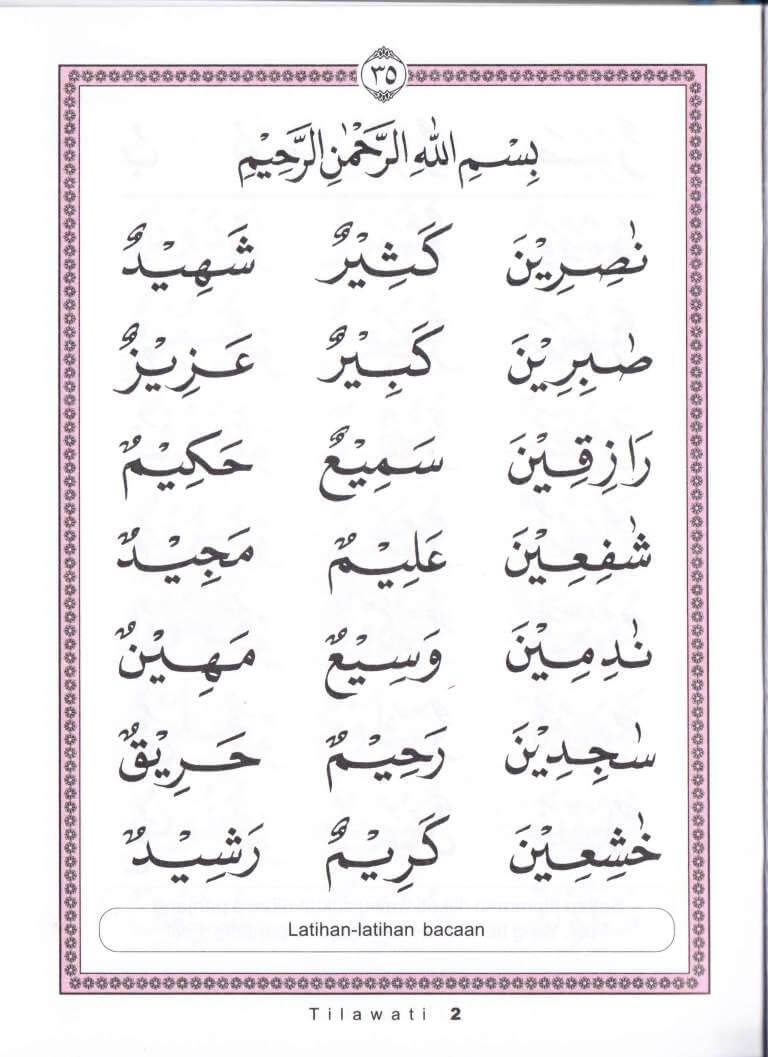 ٣٥
بِسْمِ اللّٰهِ الرَّحْمٰنِ الرَّحِيْمِ
نٰصِرِيْنَ كَثِيْرٌ شَهِيْدٌ
صٰبِرِيْنَ كَبِيْرٌ عَزِيْزٌ
رَازِقِيْنَ سَمِيْعٌ حَكِيْمٌ
شٰفِعِيْنَ عَلِيْمٌ مَجِيْدٌ
نٰدِمِيْنَ وَسِيْعٌ مَهِيْنٌ
سٰجِدِيْنَ رَحِيْمٌ حَرِيْقٌ
خٰشِعِيْنَ كَرِيْمٌ رَشِيْدٌ
Latihan-latihan bacaan
Tilawati 2